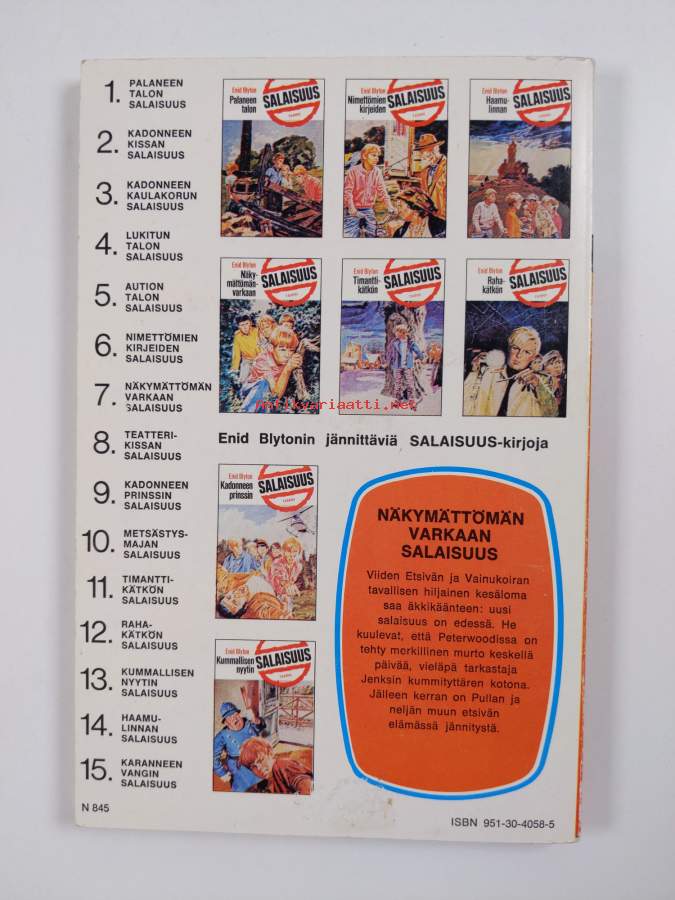 1. PALANEEN
TALON
SALAISUUS
2. KADONNEEN
KISSAN
SALAISUUS
3. KADONNEEN
KAULAKORUN
SALAISUUS
4. LUKITUN
TALON
SALAISUUS
5. AUTION
TALON
SALAISUUS
6. NIMETTÖMIEN
KIRJEIDEN
SALAISUUS
7. NÄKYMÄTTÖMÄN
VARKAAN
SALAISUUS
8. TEATTERI-
KISSAN
SALAISUUS
9. KADONNEEN
PRINSSIN
SALAISUUS
10. METSÄSTYS-
MAJAN
SALAISUUS
11. TIMANTTI-
KÄTKÖN
SALAISUUS
12. RAHA-
KÄTKÖN
SALAISUUS
13. KUMMALLISEN
NYYTIN
SALAISUUS
14. HAAMU-
LINNAN
SALAISUUS
15. KARANNEEN
VANGIN
SALAISUUS
N 845
Enid Blyton
Palaneen
talon
SALAISUUS
Enid Blyton
Nimettömien
kirjeiden
SALAISUUS
Enid Blyton
Haamu-
linnan
SALAISUUS
Enid Blyton
Näky-
mättömän-
varkaan
SALAISUUS
Enid Blyton
Timantti-
kätkön
SALAISUUS
Enid Blyton
Raha-
kätkön
SALAISUUS
antikvariaatti.net
Enid Blytonin jännittäviä SALAISUUS-kirjoja
Enid Blyton
Kadonneen
prinssin
SALAISUUS
Enid Blyton
Kummallisen
nyytin
SALAISUUS
NÄKYMÄTTÖMÄN
VARKAAN
SALAISUUS
Viiden Etsivän ja Vainukoiran
tavallisen hiljainen kesäloma
saa äkkikäänteen: uusi
salaisuus on edessä. He
kuulevat, että Peterwoodissa on
tehty merkillinen murto keskellä
päivää, vieläpä tarkastaja
Jenksin kummityttären kotona.
Jälleen kerran on Pullan ja
neljän muun etsivän
elämässä jännitystä.
ISBN 951-30-4058-5